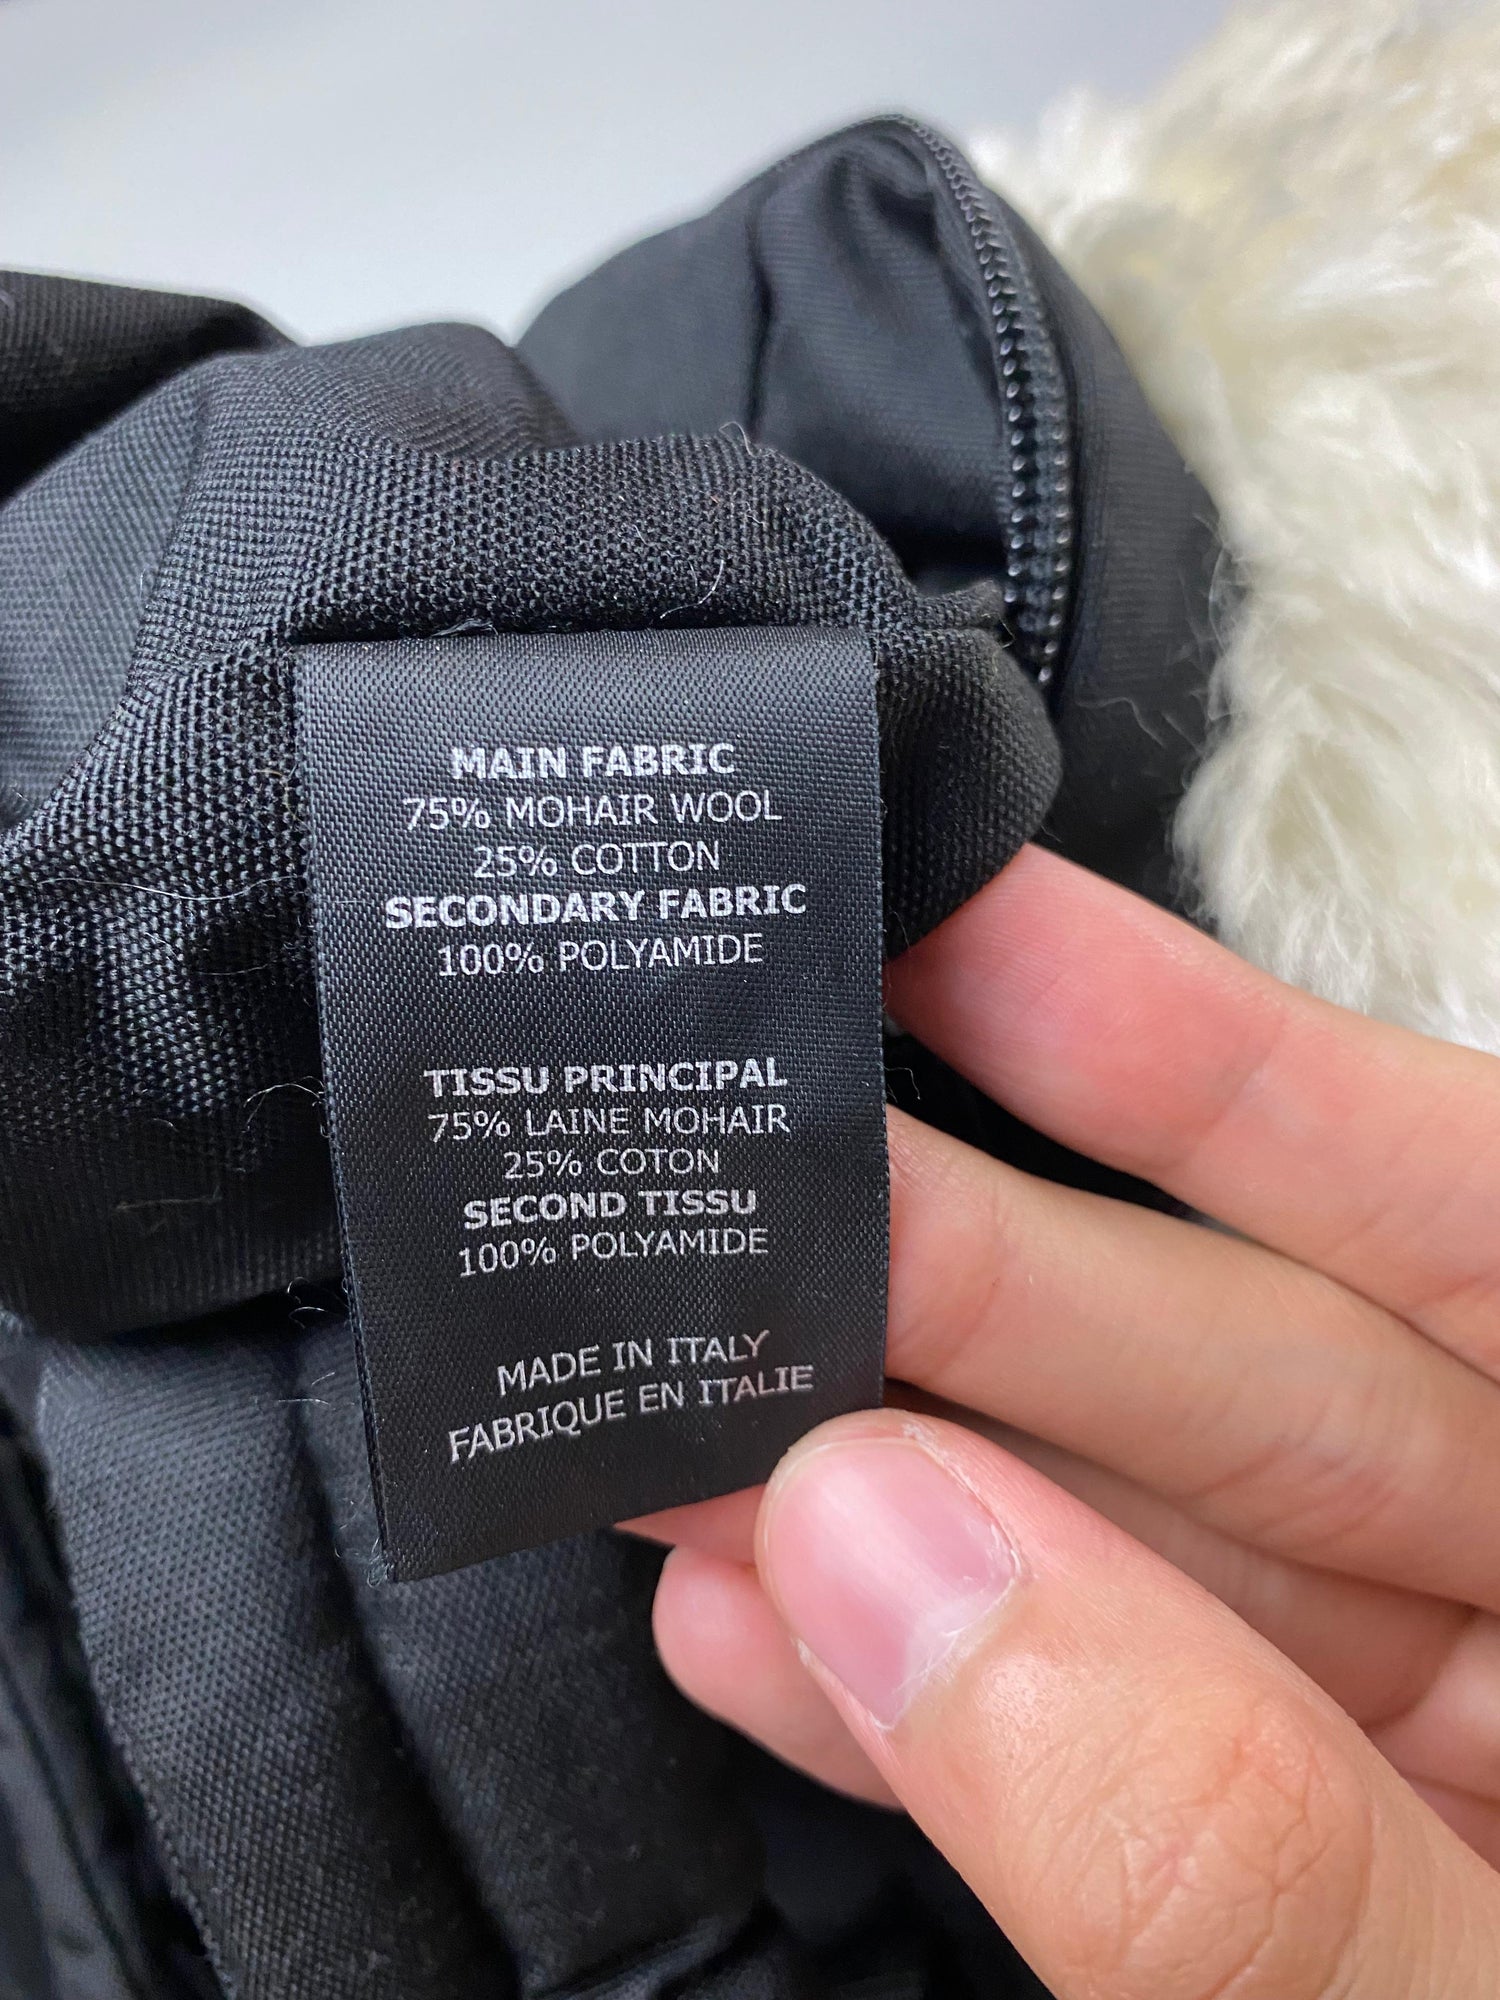 MAIN FABRIC
75% MOHAIR WOOL
25% COTTON
SECONDARY FABRIC
100% POLYAMIDE
TISSU PRINCIPAL
75% LAINE MOHAIR
25% COTON
SECOND TISSU
100% POLYAMIDE
MADE IN ITALY
FABRIQUE EN ITALIE